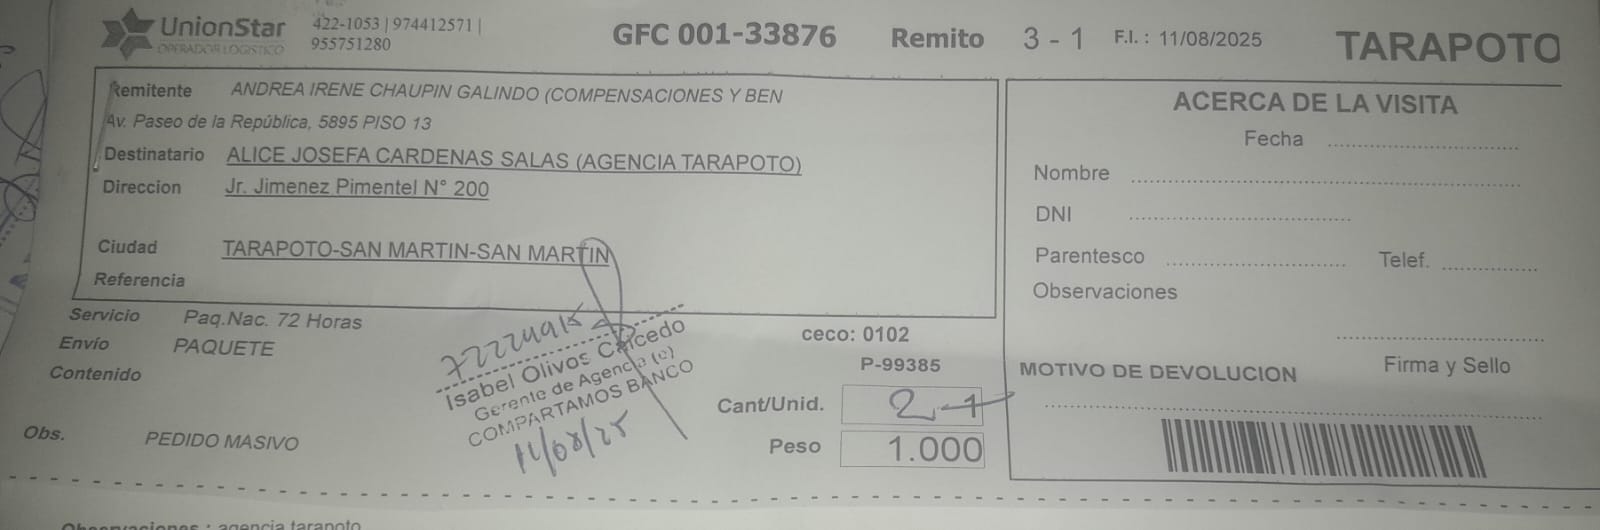 UnionStar
OPERADOR LOGISTICO
422-1053 | 974412571 |
955751280
GFC 001-33876
Remito 3 - 1
F.I. : 11/08/2025
TARAPOTO
Remitente ANDREA IRENE CHAUPIN GALINDO (COMPENSACIONES Y BEN
Av. Paseo de la República, 5895 PISO 13
Destinatario ALICE JOSEFA CARDENAS SALAS (AGENCIA TARAPOTO)
Direccion Jr. Jimenez Pimentel N° 200
Ciudad TARAPOTO-SAN MARTIN-SAN MARTIN
Referencia
Servicio Paq.Nac. 72 Horas
Envío PAQUETE
Contenido
Obs. PEDIDO MASIVO
Isabel Olivos Caicedo
Gerente de Agencia (e)
COMPARTAMOS BANCO
11/08/25
ceco: 0102
P-99385
Cant/Unid. 2-1
Peso 1.000
ACERCA DE LA VISITA
Fecha
Nombre
DNI
Parentesco Telef.
Observaciones
Firma y Sello
MOTIVO DE DEVOLUCION
Observaciones : agencia tarapoto